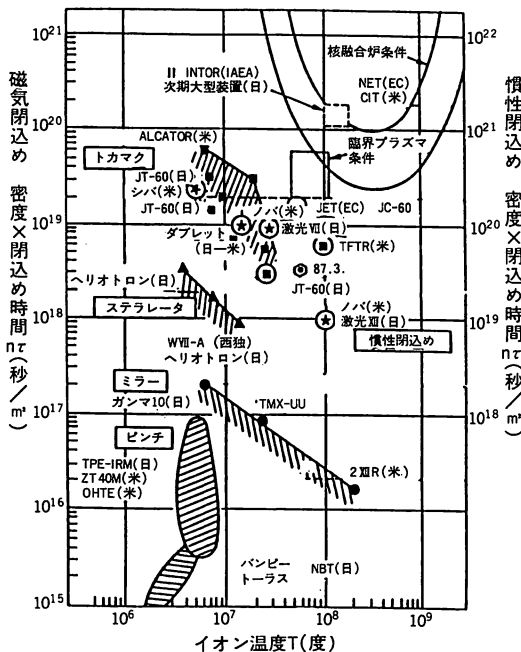 磁気閉込め 密度×閉込め時間nτ(秒/㎥)
10²¹
10²⁰
10¹⁹
10¹⁸
10¹⁷
10¹⁶
10¹⁵
10²²
10²¹
10²⁰
10¹⁹
10¹⁸
慣性閉込め 密度×閉込め時間nτ(秒/㎥)
核融合炉条件
INTOR(IAEA)
次期大型装置(日)
NET(EC)
CIT(米)
ALCATOR(米)
臨界プラズマ
条件
トカマク
JT-60(日)
シバ(米)
JT-60(日)
ノバ(米)
JET(EC) JC-60
ダブレット
(日ー米)
激光Ⅶ(日)
TFTR(米)
87.3.
JT-60(日)
ヘリオトロン(日)
ステラレータ
ノバ(米)
激光Ⅻ(日)
慣性閉込め
WⅦ-A (西独)
ヘリオトロン(日)
ミラー
ガンマ10(日)
TMX-UU
ピンチ
TPE-IRM(日)
ZT40M(米)
OHTE(米)
2ⅩⅢR(米.)
バンピー
トーラス
NBT(日)
10⁶
10⁷
10⁸
10⁹
イオン温度T(度)